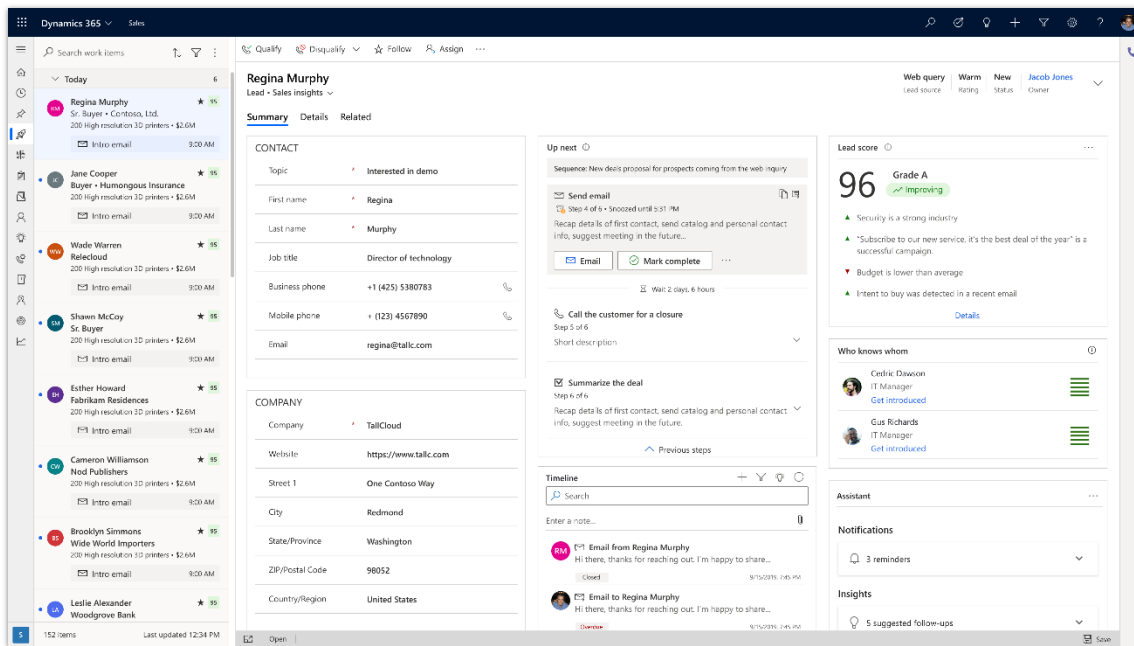 Dynamics 365 Sales
Search work items
Today 6
RM Regina Murphy 95
Sr. Buyer • Contoso, Ltd.
200 High resolution 3D printers • $2.6M
Intro email 9:00 AM
JC Jane Cooper 95
Buyer • Humongous Insurance
200 High resolution 3D printers • $2.6M
Intro email 9:00 AM
WW Wade Warren 95
Relecloud
200 High resolution 3D printers • $2.6M
Intro email 9:00 AM
SM Shawn McCoy 95
Sr. Buyer
200 High resolution 3D printers • $2.6M
Intro email 9:00 AM
EH Esther Howard 95
Fabrikam Residences
200 High resolution 3D printers • $2.6M
Intro email 9:00 AM
CW Cameron Williamson 95
Nod Publishers
200 High resolution 3D printers • $2.6M
Intro email 9:00 AM
BS Brooklyn Simmons 95
Wide World Importers
200 High resolution 3D printers • $2.6M
Intro email 9:00 AM
LA Leslie Alexander 95
Woodgrove Bank
S 152 items Last updated 12:34 PM
Qualify Disqualify Follow Assign
Regina Murphy
Lead • Sales insights
Web query Warm New Jacob Jones
Lead source Rating Status Owner
Summary Details Related
CONTACT
Topic * Interested in demo
First name * Regina
Last name * Murphy
Job title Director of technology
Business phone +1 (425) 5380783
Mobile phone + (123) 4567890
Email regina@tallc.com
COMPANY
Company * TallCloud
Website https://www.tallc.com
Street 1 One Contoso Way
City Redmond
State/Province Washington
ZIP/Postal Code 98052
Country/Region United States
Up next
Sequence: New deals proposal for prospects coming from the web inquiry
Send email
Step 4 of 6 • Snoozed until 5:31 PM
Recap details of first contact, send catalog and personal contact
info, suggest meeting in the future...
Email Mark complete
Wait 2 days, 6 hours
Call the customer for a closure
Step 5 of 6
Short description
Summarize the deal
Step 6 of 6
Recap details of first contact, send catalog and personal contact
info, suggest meeting in the future.
Previous steps
Timeline
Search
Enter a note...
RM Email from Regina Murphy
Hi there, thanks for reaching out. I'm happy to share...
Closed 9/15/2019, 2:45 PM
Email to Regina Murphy
Hi there, thanks for reaching out. I'm happy to share...
Overdue 9/15/2019, 2:45 PM
Lead score
96 Grade A
Improving
Security is a strong industry
"Subscribe to our new service, it's the best deal of the year" is a
successful campaign.
Budget is lower than average
Intent to buy was detected in a recent email
Details
Who knows whom
Cedric Dawson
IT Manager
Get introduced
Gus Richards
IT Manager
Get introduced
Assistant
Notifications
3 reminders
Insights
5 suggested follow-ups
Open Save